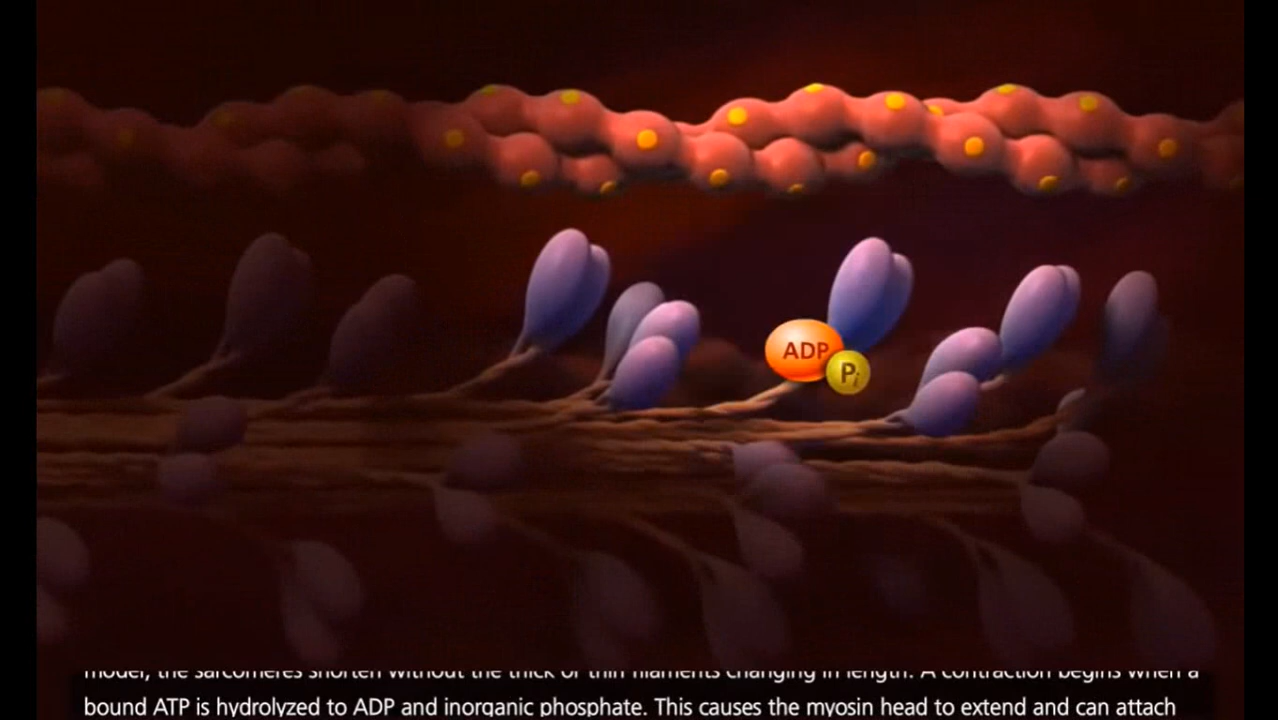 ADP
Pi
model, the sarcomeres shorten without the thick or thin filaments changing in length. A contraction begins when a
bound ATP is hydrolyzed to ADP and inorganic phosphate. This causes the myosin head to extend and can attach